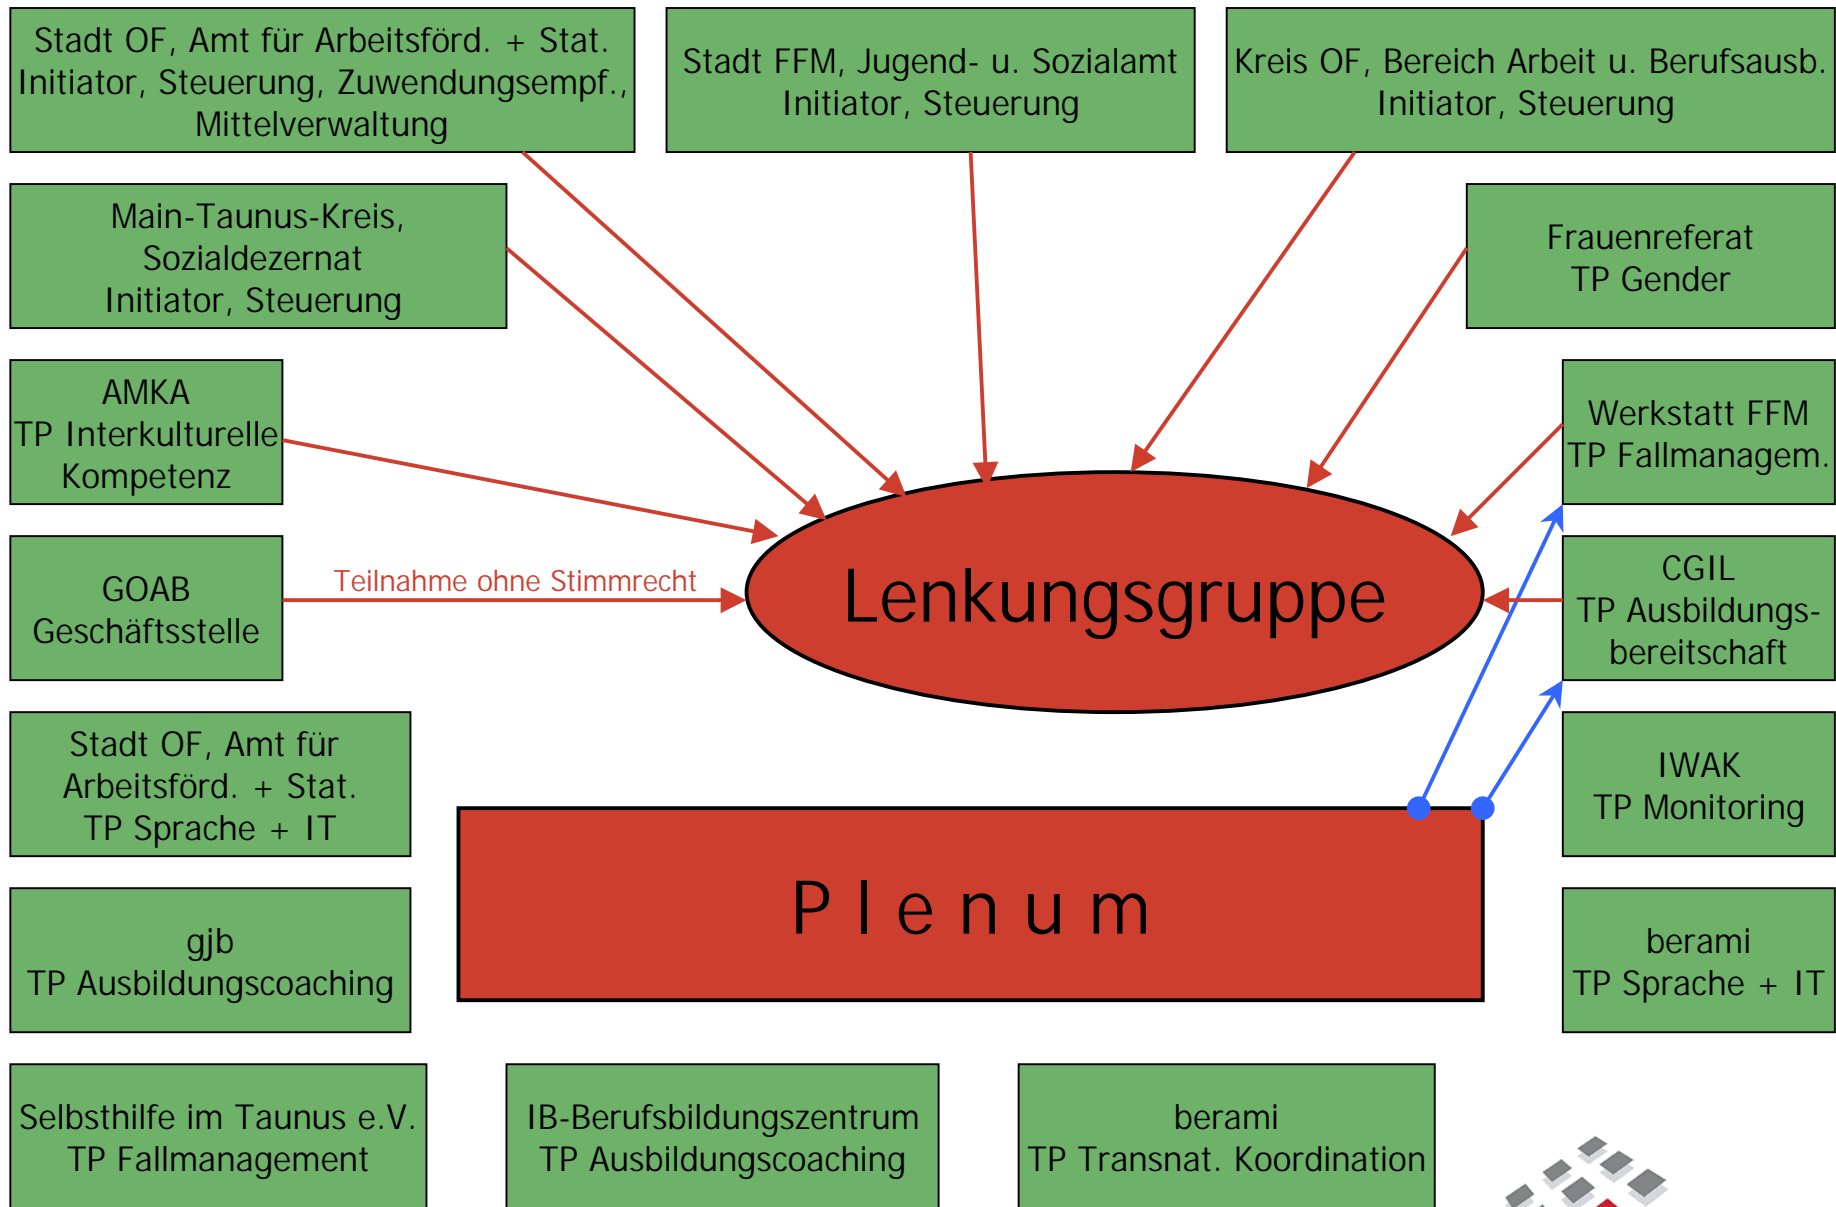 Stadt OF, Amt für Arbeitsförd. + Stat.
Initiator, Steuerung, Zuwendungsempf.,
Mittelverwaltung
Stadt FFM, Jugend- u. Sozialamt
Initiator, Steuerung
Kreis OF, Bereich Arbeit u. Berufsausb.
Initiator, Steuerung
Main-Taunus-Kreis,
Sozialdezernat
Initiator, Steuerung
Frauenreferat
TP Gender
AMKA
TP Interkulturelle
Kompetenz
Werkstatt FFM
TP Fallmanagem.
GOAB
Geschäftsstelle
Teilnahme ohne Stimmrecht
Lenkungsgruppe
CGIL
TP Ausbildungs-
bereitschaft
Stadt OF, Amt für
Arbeitsförd. + Stat.
TP Sprache + IT
IWAK
TP Monitoring
Plenum
gjb
TP Ausbildungscoaching
berami
TP Sprache + IT
Selbsthilfe im Taunus e.V.
TP Fallmanagement
IB-Berufsbildungszentrum
TP Ausbildungscoaching
berami
TP Transnat. Koordination